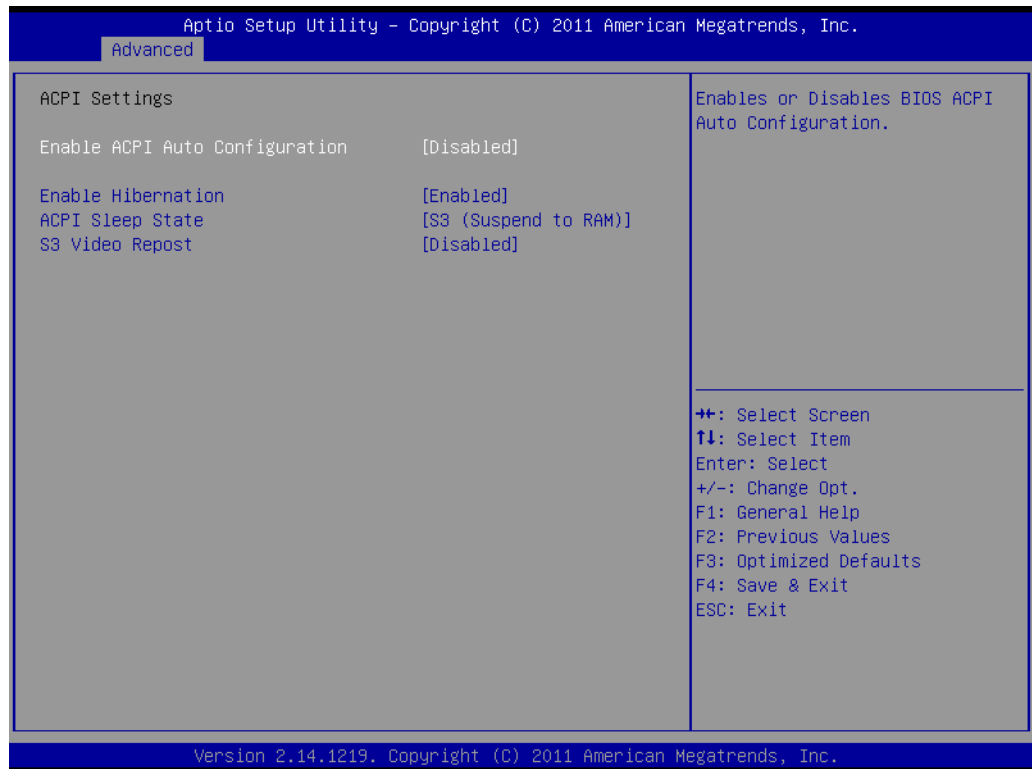 Aptio Setup Utility – Copyright (C) 2011 American Megatrends, Inc.
Advanced
ACPI Settings
Enable ACPI Auto Configuration [Disabled]
Enable Hibernation [Enabled]
ACPI Sleep State [S3 (Suspend to RAM)]
S3 Video Repost [Disabled]
Enables or Disables BIOS ACPI
Auto Configuration.
→←: Select Screen
↑↓: Select Item
Enter: Select
+/-: Change Opt.
F1: General Help
F2: Previous Values
F3: Optimized Defaults
F4: Save & Exit
ESC: Exit
Version 2.14.1219. Copyright (C) 2011 American Megatrends, Inc.